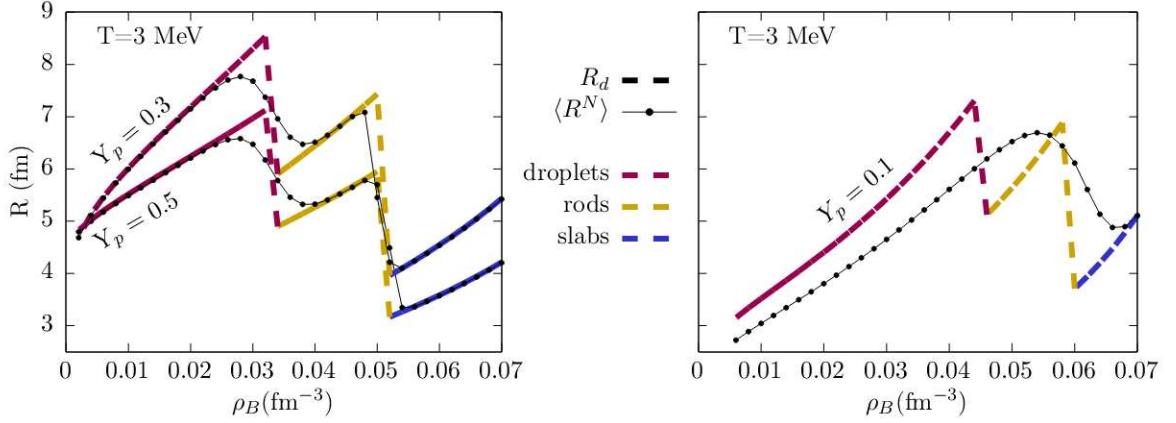 T=3 MeV
R (fm)
9
8
7
6
5
4
3
Y_p = 0.3
Y_p = 0.5
0 0.01 0.02 0.03 0.04 0.05 0.06 0.07
ρ_B(fm⁻³)
R_d
⟨R^N⟩
droplets
rods
slabs
T=3 MeV
Y_p = 0.1
0.01 0.02 0.03 0.04 0.05 0.06 0.07
ρ_B(fm⁻³)